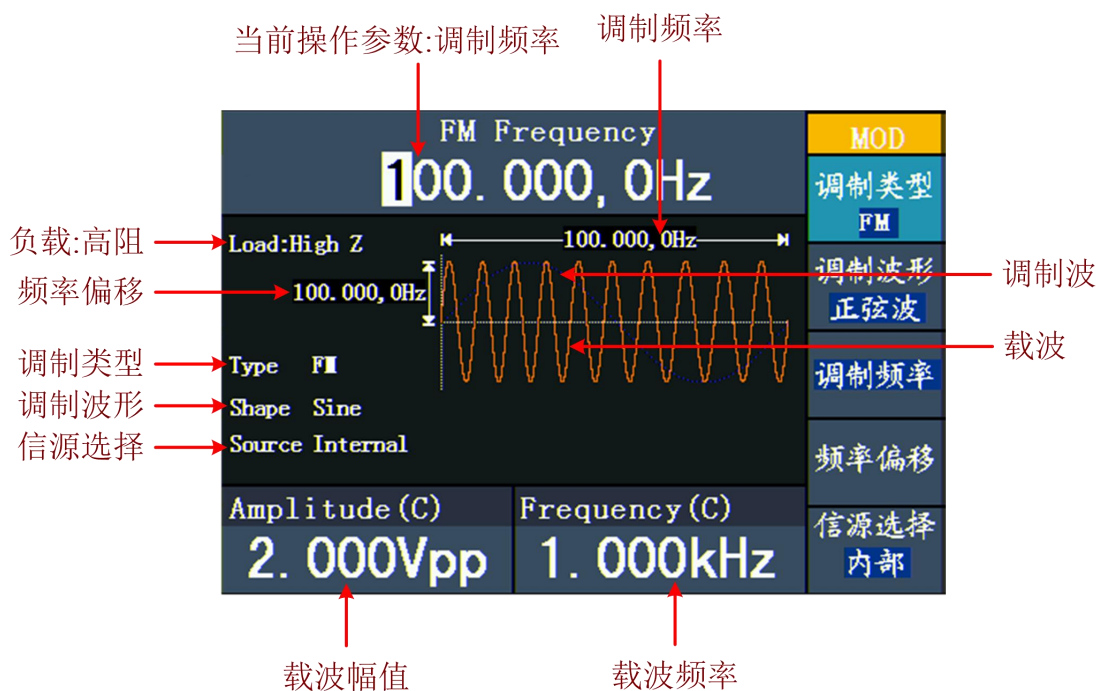 当前操作参数:调制频率
调制频率
FM Frequency
100.000,0Hz
MOD
调制类型
FM
调制波形
正弦波
调制频率
频率偏移
信源选择
内部
负载:高阻
Load:High Z
100.000,0Hz
频率偏移
100.000,0Hz
调制波
载波
调制类型
Type FM
调制波形
Shape Sine
信源选择
Source Internal
Amplitude(C)
2.000Vpp
Frequency(C)
1.000kHz
载波幅值
载波频率